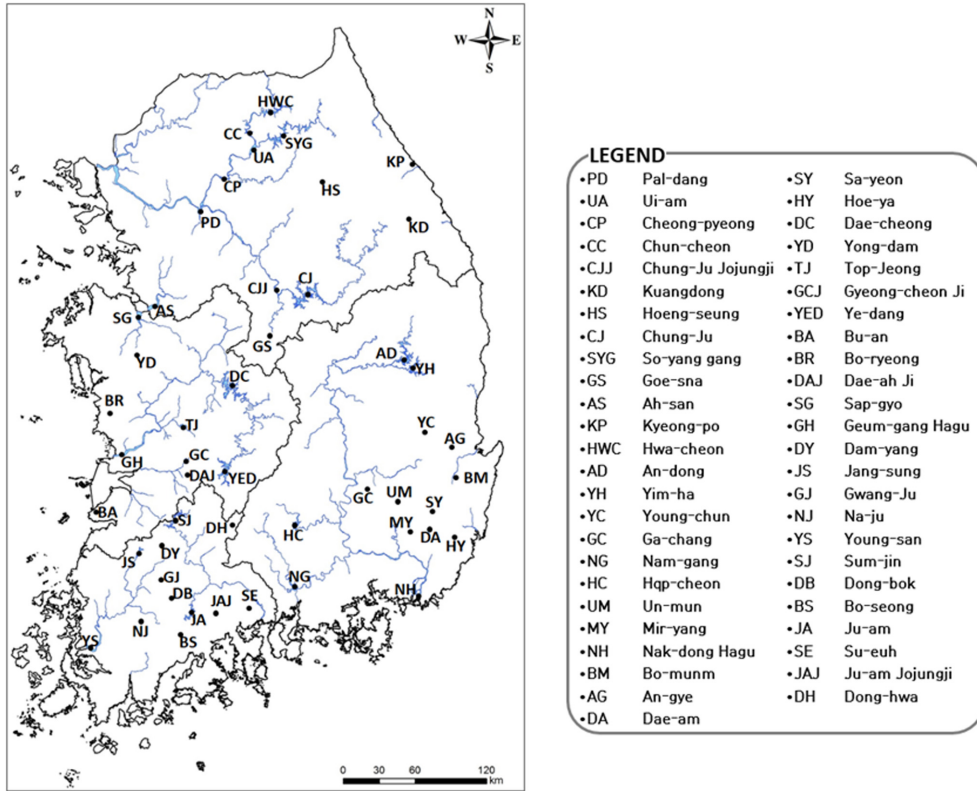 N
W E
S
HWC
CC
SYG
UA
KP
CP
HS
PD
KD
CJJ
CJ
AS
SG
GS
YD
AD
YH
DC
BR
TJ
YC
AG
GH
GC
DAJ
YED
BM
GC
UM
SY
BA
SJ
DH
HC
MY
DA
HY
DY
JS
GJ
NG
NH
DB
JAJ
SE
JA
NJ
BS
YS
0 30 60 120
km
LEGEND
•PD Pal-dang •SY Sa-yeon
•UA Ui-am •HY Hoe-ya
•CP Cheong-pyeong •DC Dae-cheong
•CC Chun-cheon •YD Yong-dam
•CJJ Chung-Ju Jojungji •TJ Top-Jeong
•KD Kuangdong •GCJ Gyeong-cheon Ji
•HS Hoeng-seung •YED Ye-dang
•CJ Chung-Ju •BA Bu-an
•SYG So-yang gang •BR Bo-ryeong
•GS Goe-sna •DAJ Dae-ah Ji
•AS Ah-san •SG Sap-gyo
•KP Kyeong-po •GH Geum-gang Hagu
•HWC Hwa-cheon •DY Dam-yang
•AD An-dong •JS Jang-sung
•YH Yim-ha •GJ Gwang-Ju
•YC Young-chun •NJ Na-ju
•GC Ga-chang •YS Young-san
•NG Nam-gang •SJ Sum-jin
•HC Hqp-cheon •DB Dong-bok
•UM Un-mun •BS Bo-seong
•MY Mir-yang •JA Ju-am
•NH Nak-dong Hagu •SE Su-euh
•BM Bo-munm •JAJ Ju-am Jojungji
•AG An-gye •DH Dong-hwa
•DA Dae-am